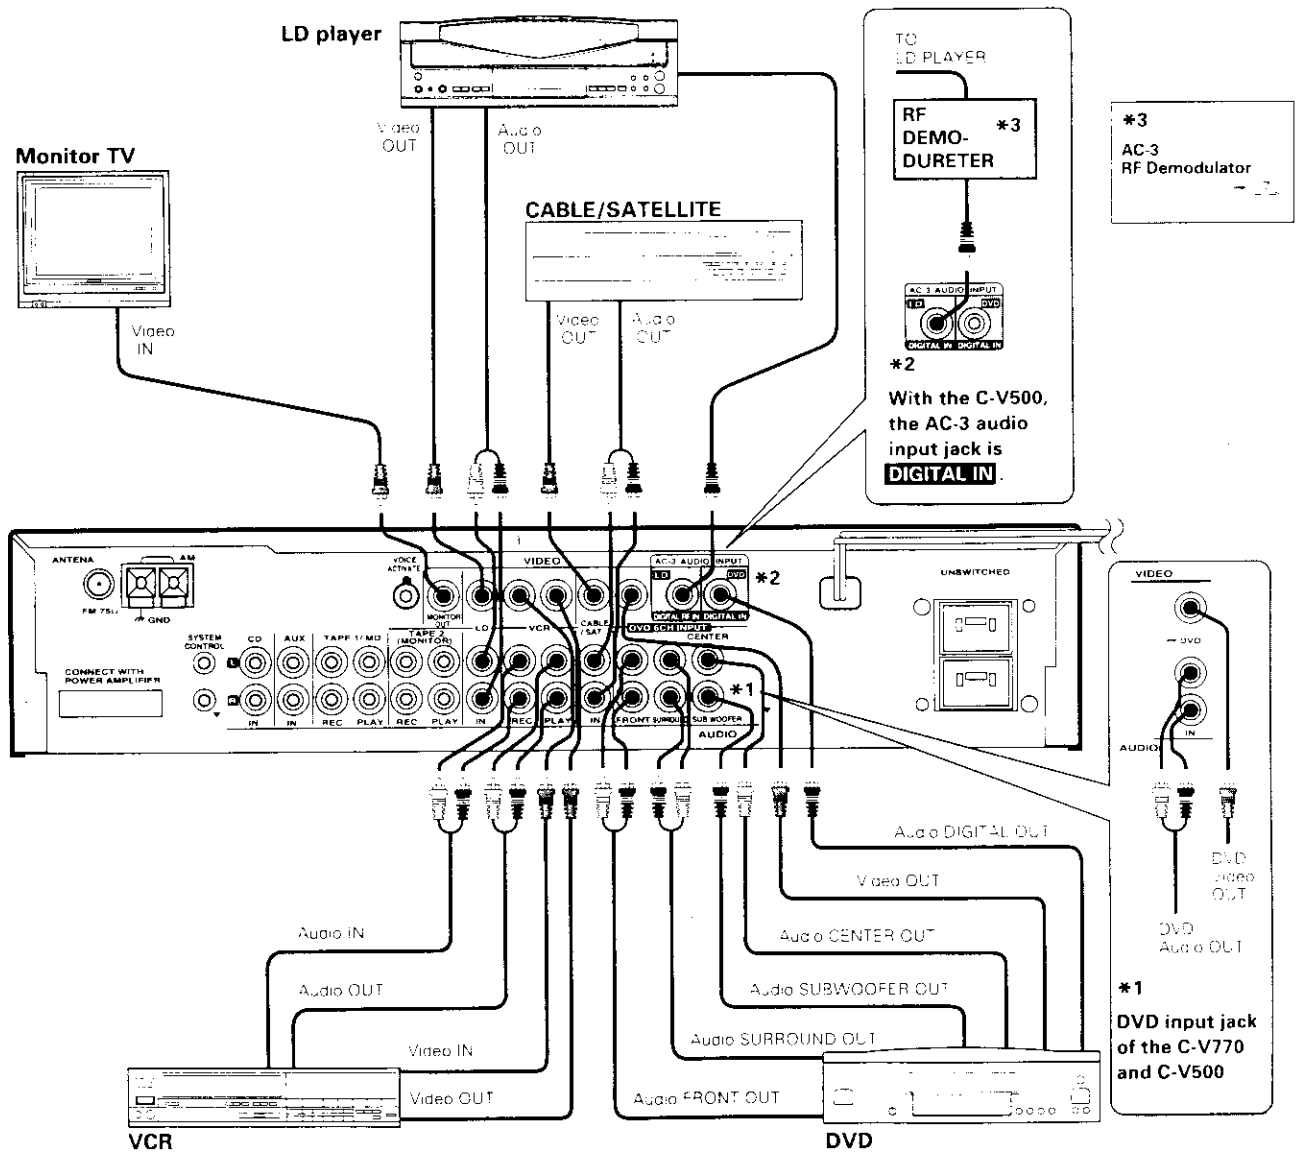 LD player
Video
OUT
Audio
OUT
Monitor TV
Video
IN
CABLE/SATELLITE
Video
OUT
Audio
OUT
TO
LD PLAYER
RF
DEMO-
DURETER
*3
AC-3 AUDIO INPUT
LD
DVD
DIGITAL IN
DIGITAL IN
*2
With the C-V500,
the AC-3 audio
input jack is
DIGITAL IN.
*3
AC-3
RF Demodulator
ANTENA
AM
FM 75Ω
GND
VOICE
ACTIVATE
VIDEO
MONITOR
OUT
LD
VCR
CABLE
/SAT
AC-3 AUDIO INPUT
LD
DVD
DIGITAL RF IN
DIGITAL IN
*2
DVD 6CH INPUT
CENTER
UNSWITCHED
SYSTEM
CONTROL
CD
AUX
TAPE 1/MD
TAPE 2
(MONITOR)
L
R
CONNECT WITH
POWER AMPLIFIER
IN
IN
REC
PLAY
REC
PLAY
IN
REC
PLAY
IN
FRONT
SURROUND
SUB WOOFER
*1
AUDIO
VIDEO
DVD
IN
AUDIO
DVD
Video
OUT
DVD
Audio OUT
*1
DVD input jack
of the C-V770
and C-V500
Audio DIGITAL OUT
Video OUT
Audio CENTER OUT
Audio SUBWOOFER OUT
Audio SURROUND OUT
Audio FRONT OUT
Audio IN
Audio OUT
Video IN
Video OUT
VCR
DVD